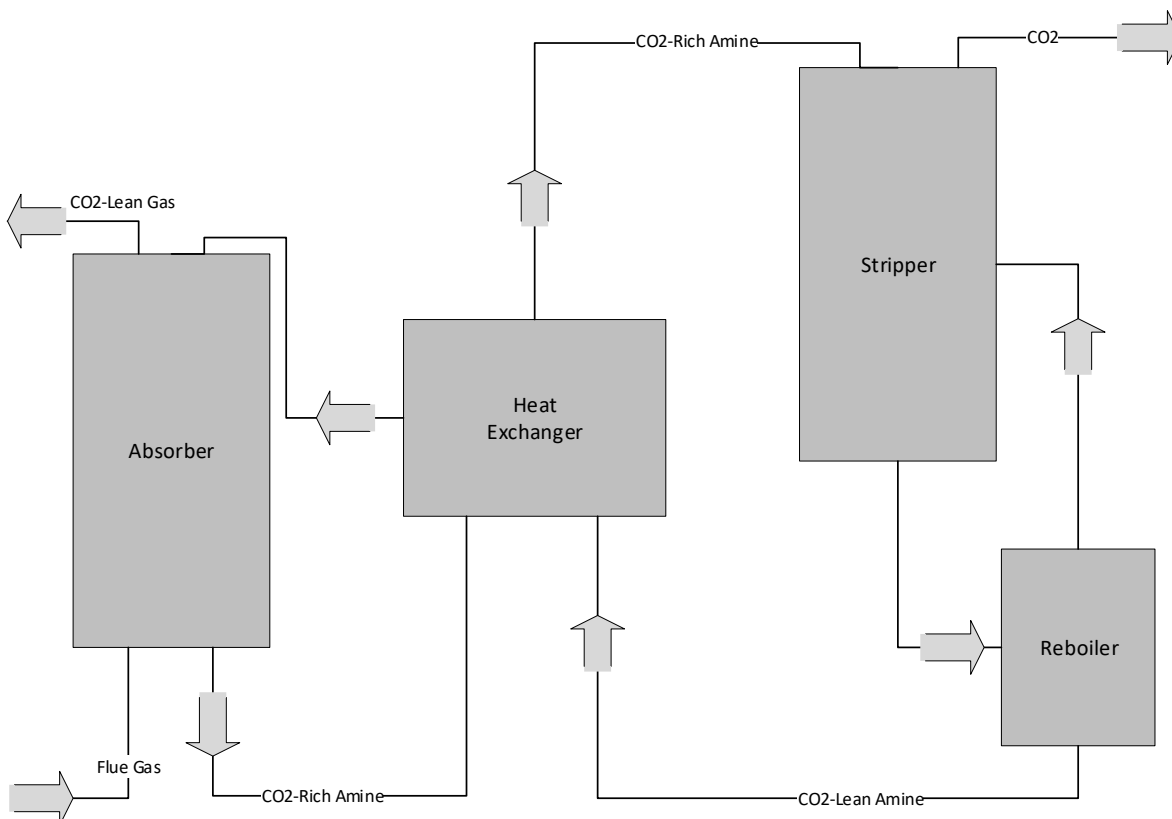 CO2-Rich Amine
CO2
CO2-Lean Gas
Stripper
Heat
Exchanger
Absorber
Reboiler
Flue Gas
CO2-Rich Amine
CO2-Lean Amine